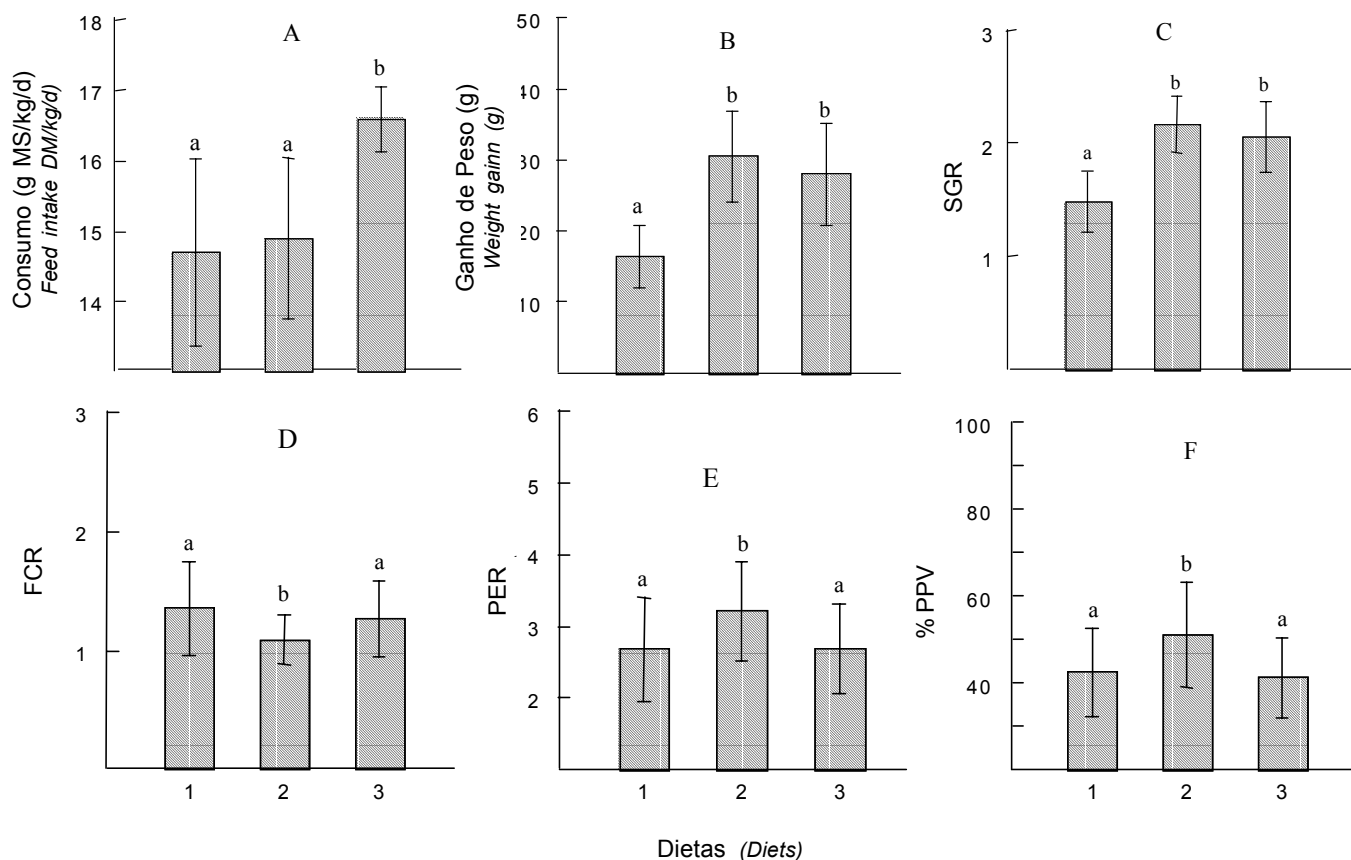 A
Consumo (g MS/kg/d)
Feed intake DM/kg/d)
18
17
16
15
14
a
a
b
B
Ganho de Peso (g)
Weight gainn (g)
50
40
30
20
10
a
b
b
C
SGR
3
2
1
a
b
b
D
FCR
3
2
1
a
b
a
1 2 3
E
PER
6
5
4
3
2
a
b
a
1 2 3
F
% PPV
100
80
60
40
a
b
a
1 2 3
Dietas (Diets)